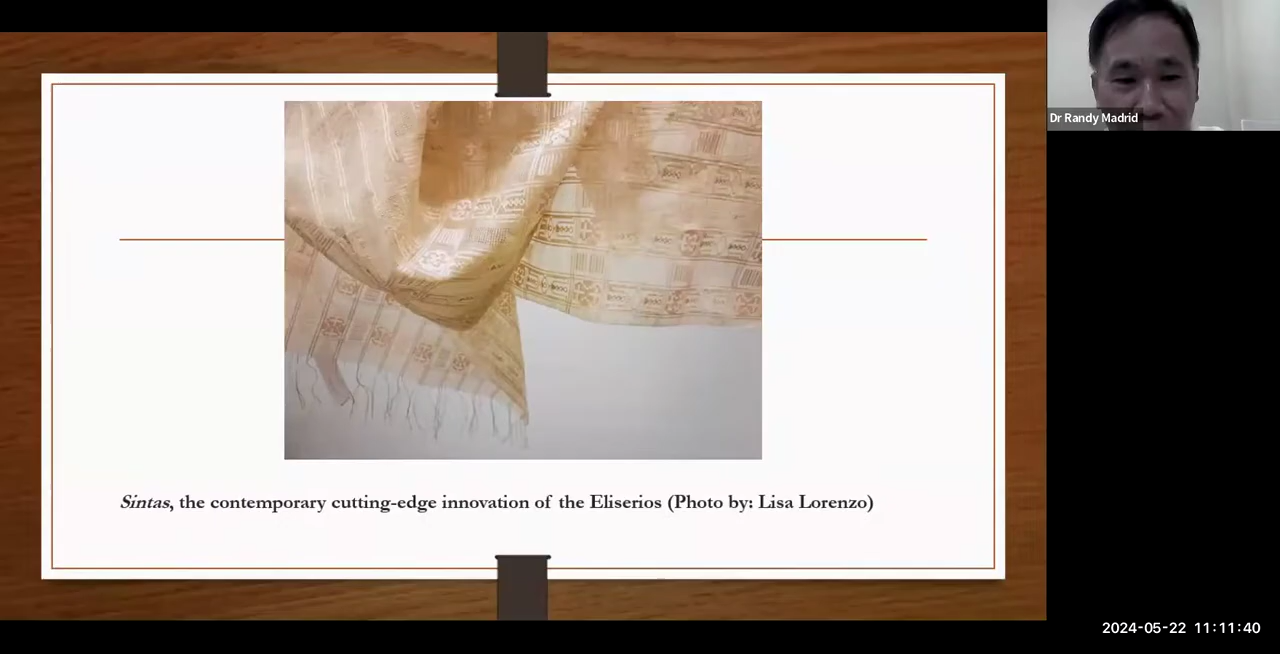 Dr Randy Madrid
Sintas, the contemporary cutting-edge innovation of the Eliserios (Photo by: Lisa Lorenzo)
2024-05-22 11:11:40